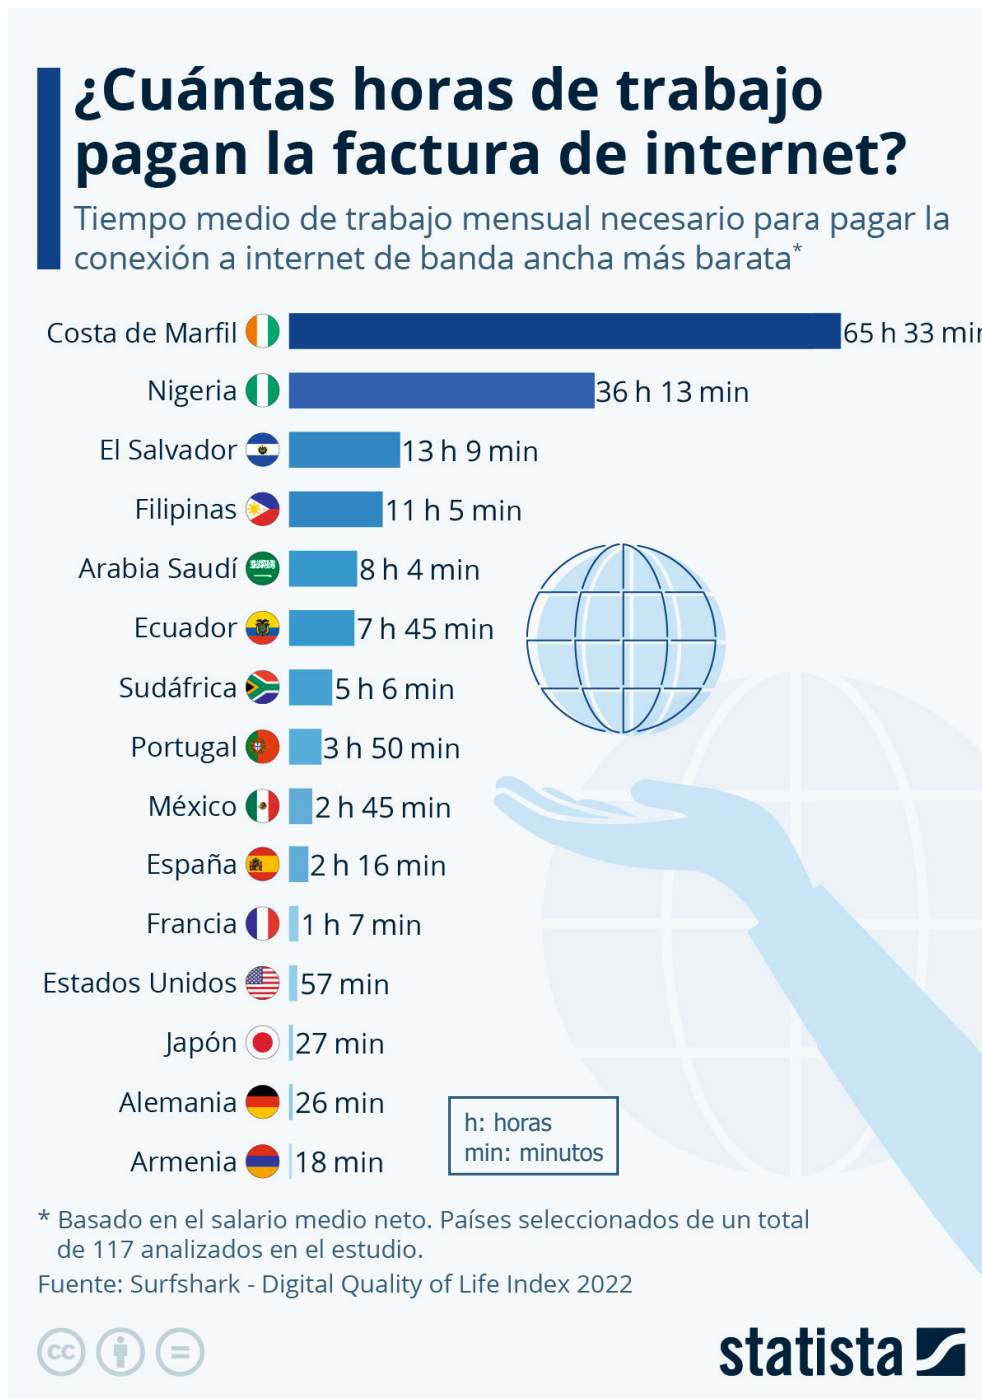 ¿Cuántas horas de trabajo
pagan la factura de internet?
Tiempo medio de trabajo mensual necesario para pagar la
conexión a internet de banda ancha más barata*
Costa de Marfil 65 h 33 min
Nigeria 36 h 13 min
El Salvador 13 h 9 min
Filipinas 11 h 5 min
Arabia Saudí 8 h 4 min
Ecuador 7 h 45 min
Sudáfrica 5 h 6 min
Portugal 3 h 50 min
México 2 h 45 min
España 2 h 16 min
Francia 1 h 7 min
Estados Unidos 57 min
Japón 27 min
Alemania 26 min
Armenia 18 min
h: horas
min: minutos
* Basado en el salario medio neto. Países seleccionados de un total
de 117 analizados en el estudio.
Fuente: Surfshark - Digital Quality of Life Index 2022
cc
statista